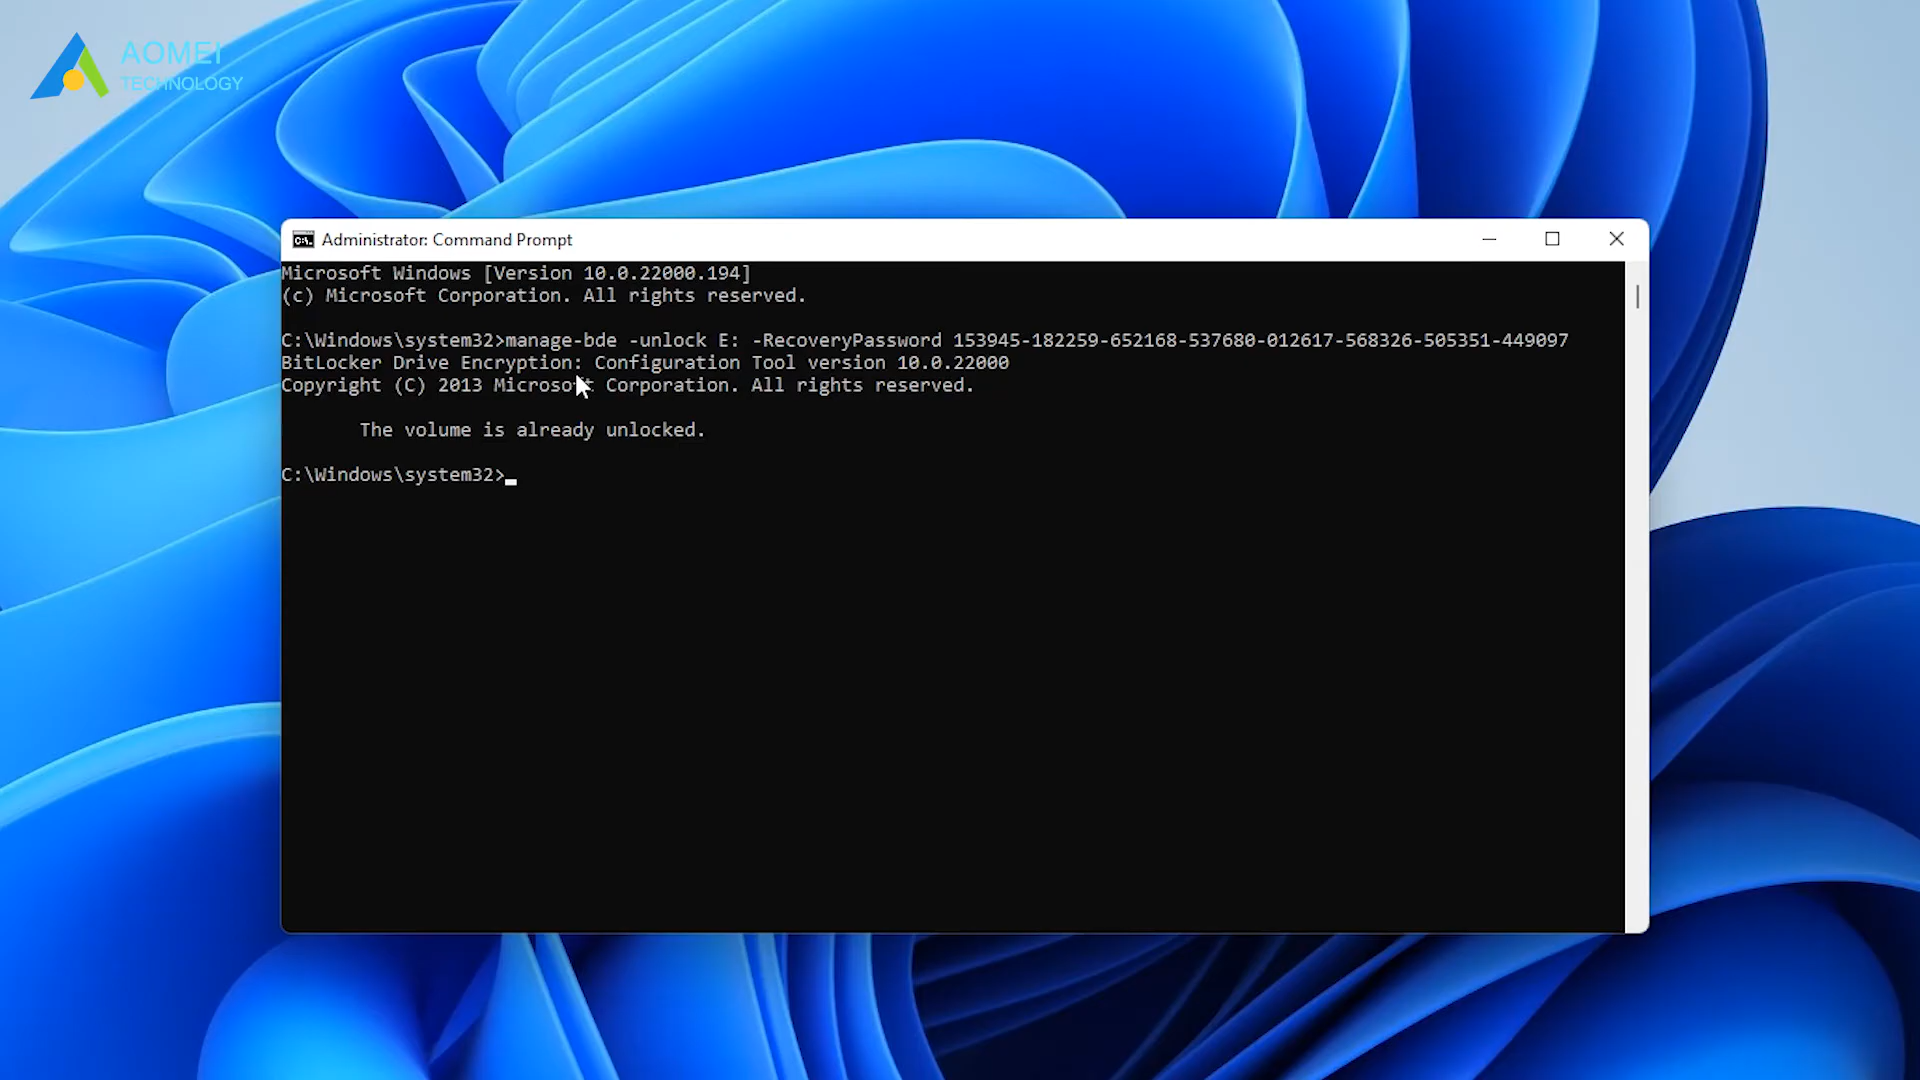 AOMEI
TECHNOLOGY
Administrator: Command Prompt
Microsoft Windows [Version 10.0.22000.194]
(c) Microsoft Corporation. All rights reserved.
C:\Windows\system32>manage-bde -unlock E: -RecoveryPassword 153945-182259-652168-537680-012617-568326-505351-449097
BitLocker Drive Encryption: Configuration Tool version 10.0.22000
Copyright (C) 2013 Microsoft Corporation. All rights reserved.
The volume is already unlocked.
C:\Windows\system32>